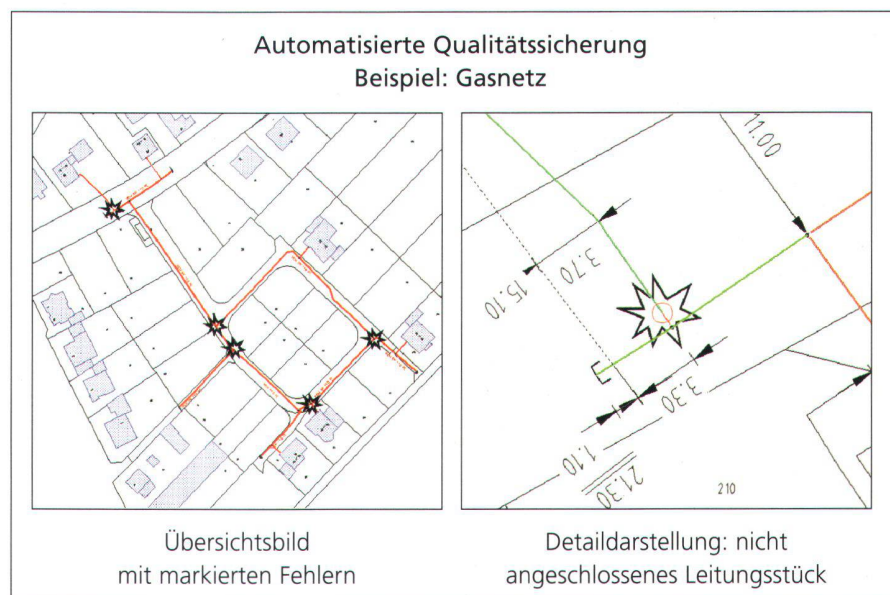 Automatisierte Qualitätssicherung
Beispiel: Gasnetz
11.00
3.70
15.10
3.30
1.10
21.30
210
Übersichtsbild
mit markierten Fehlern
Detaildarstellung: nicht
angeschlossenes Leitungsstück